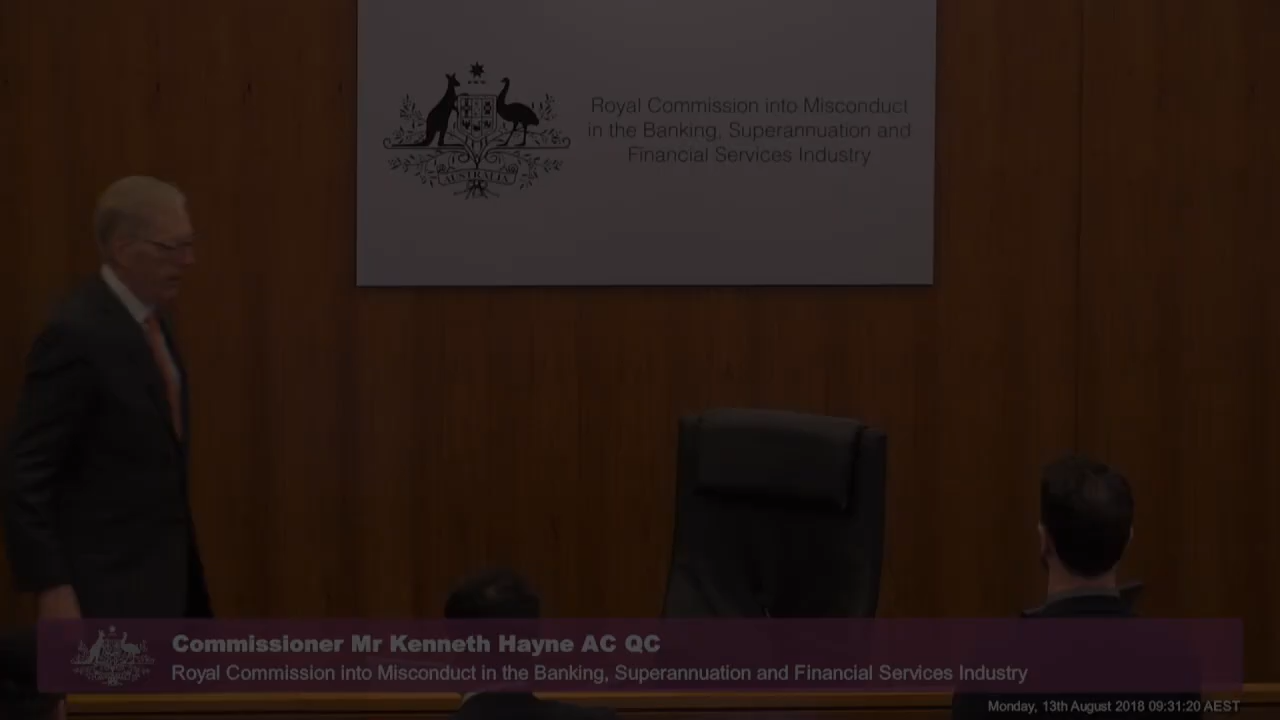 Royal Commission into Misconduct
in the Banking, Superannuation and
Financial Services Industry
AUSTRALIA
Commissioner Mr Kenneth Hayne AC QC
Royal Commission into Misconduct in the Banking, Superannuation and Financial Services Industry
Monday, 13th August 2018 09:31:20 AEST